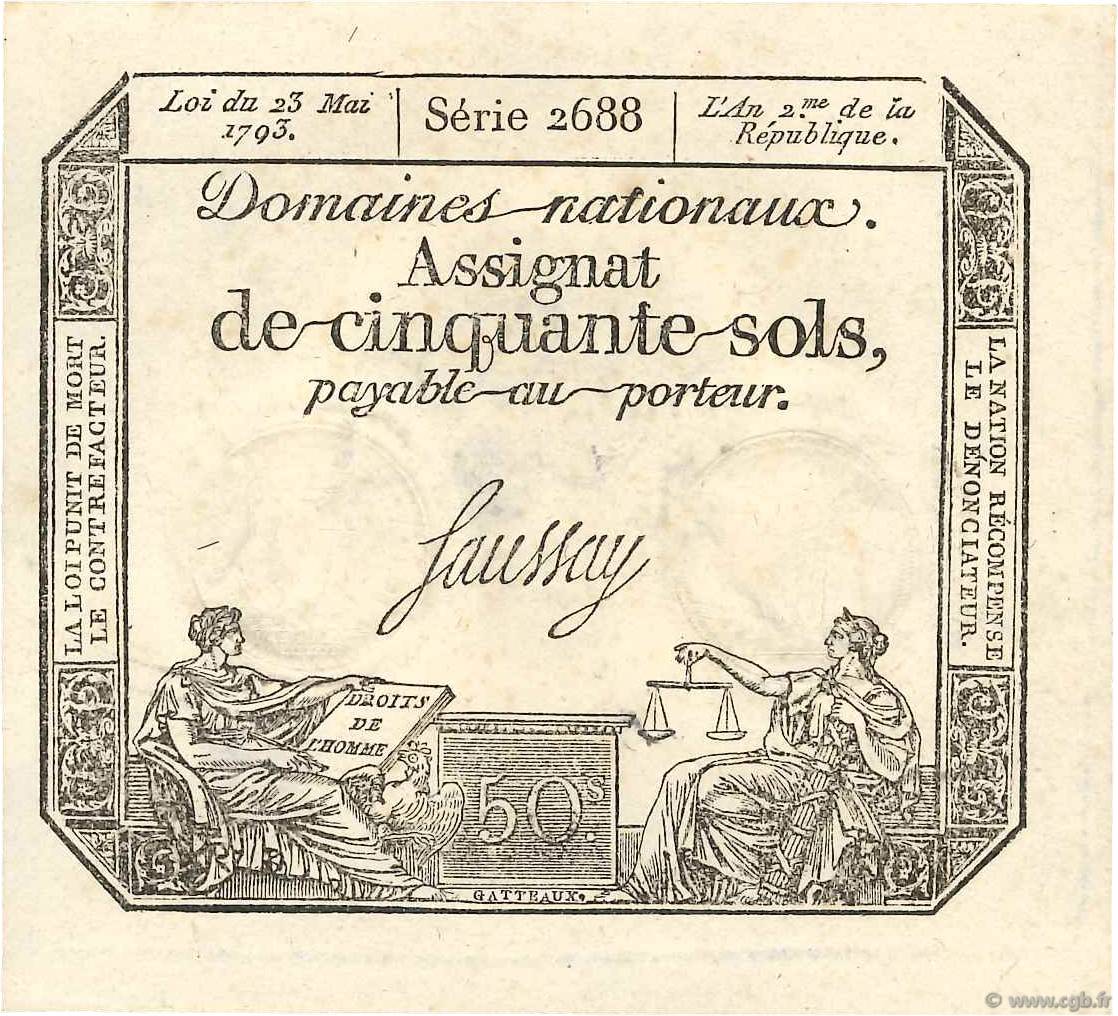 Loi du 23 Mai
1793.
Série 2688
L'An 2.me de la
République.
Domaines nationaux.
Assignat
de cinquante sols,
payable au porteur.
LA LOI PUNIT DE MORT
LE CONTREFACTEUR.
LA NATION RÉCOMPENSE
LE DÉNONCIATEUR.
Saussay
DROITS
DE
L'HOMME
50.s
GATTEAUX.
© www.cgb.fr